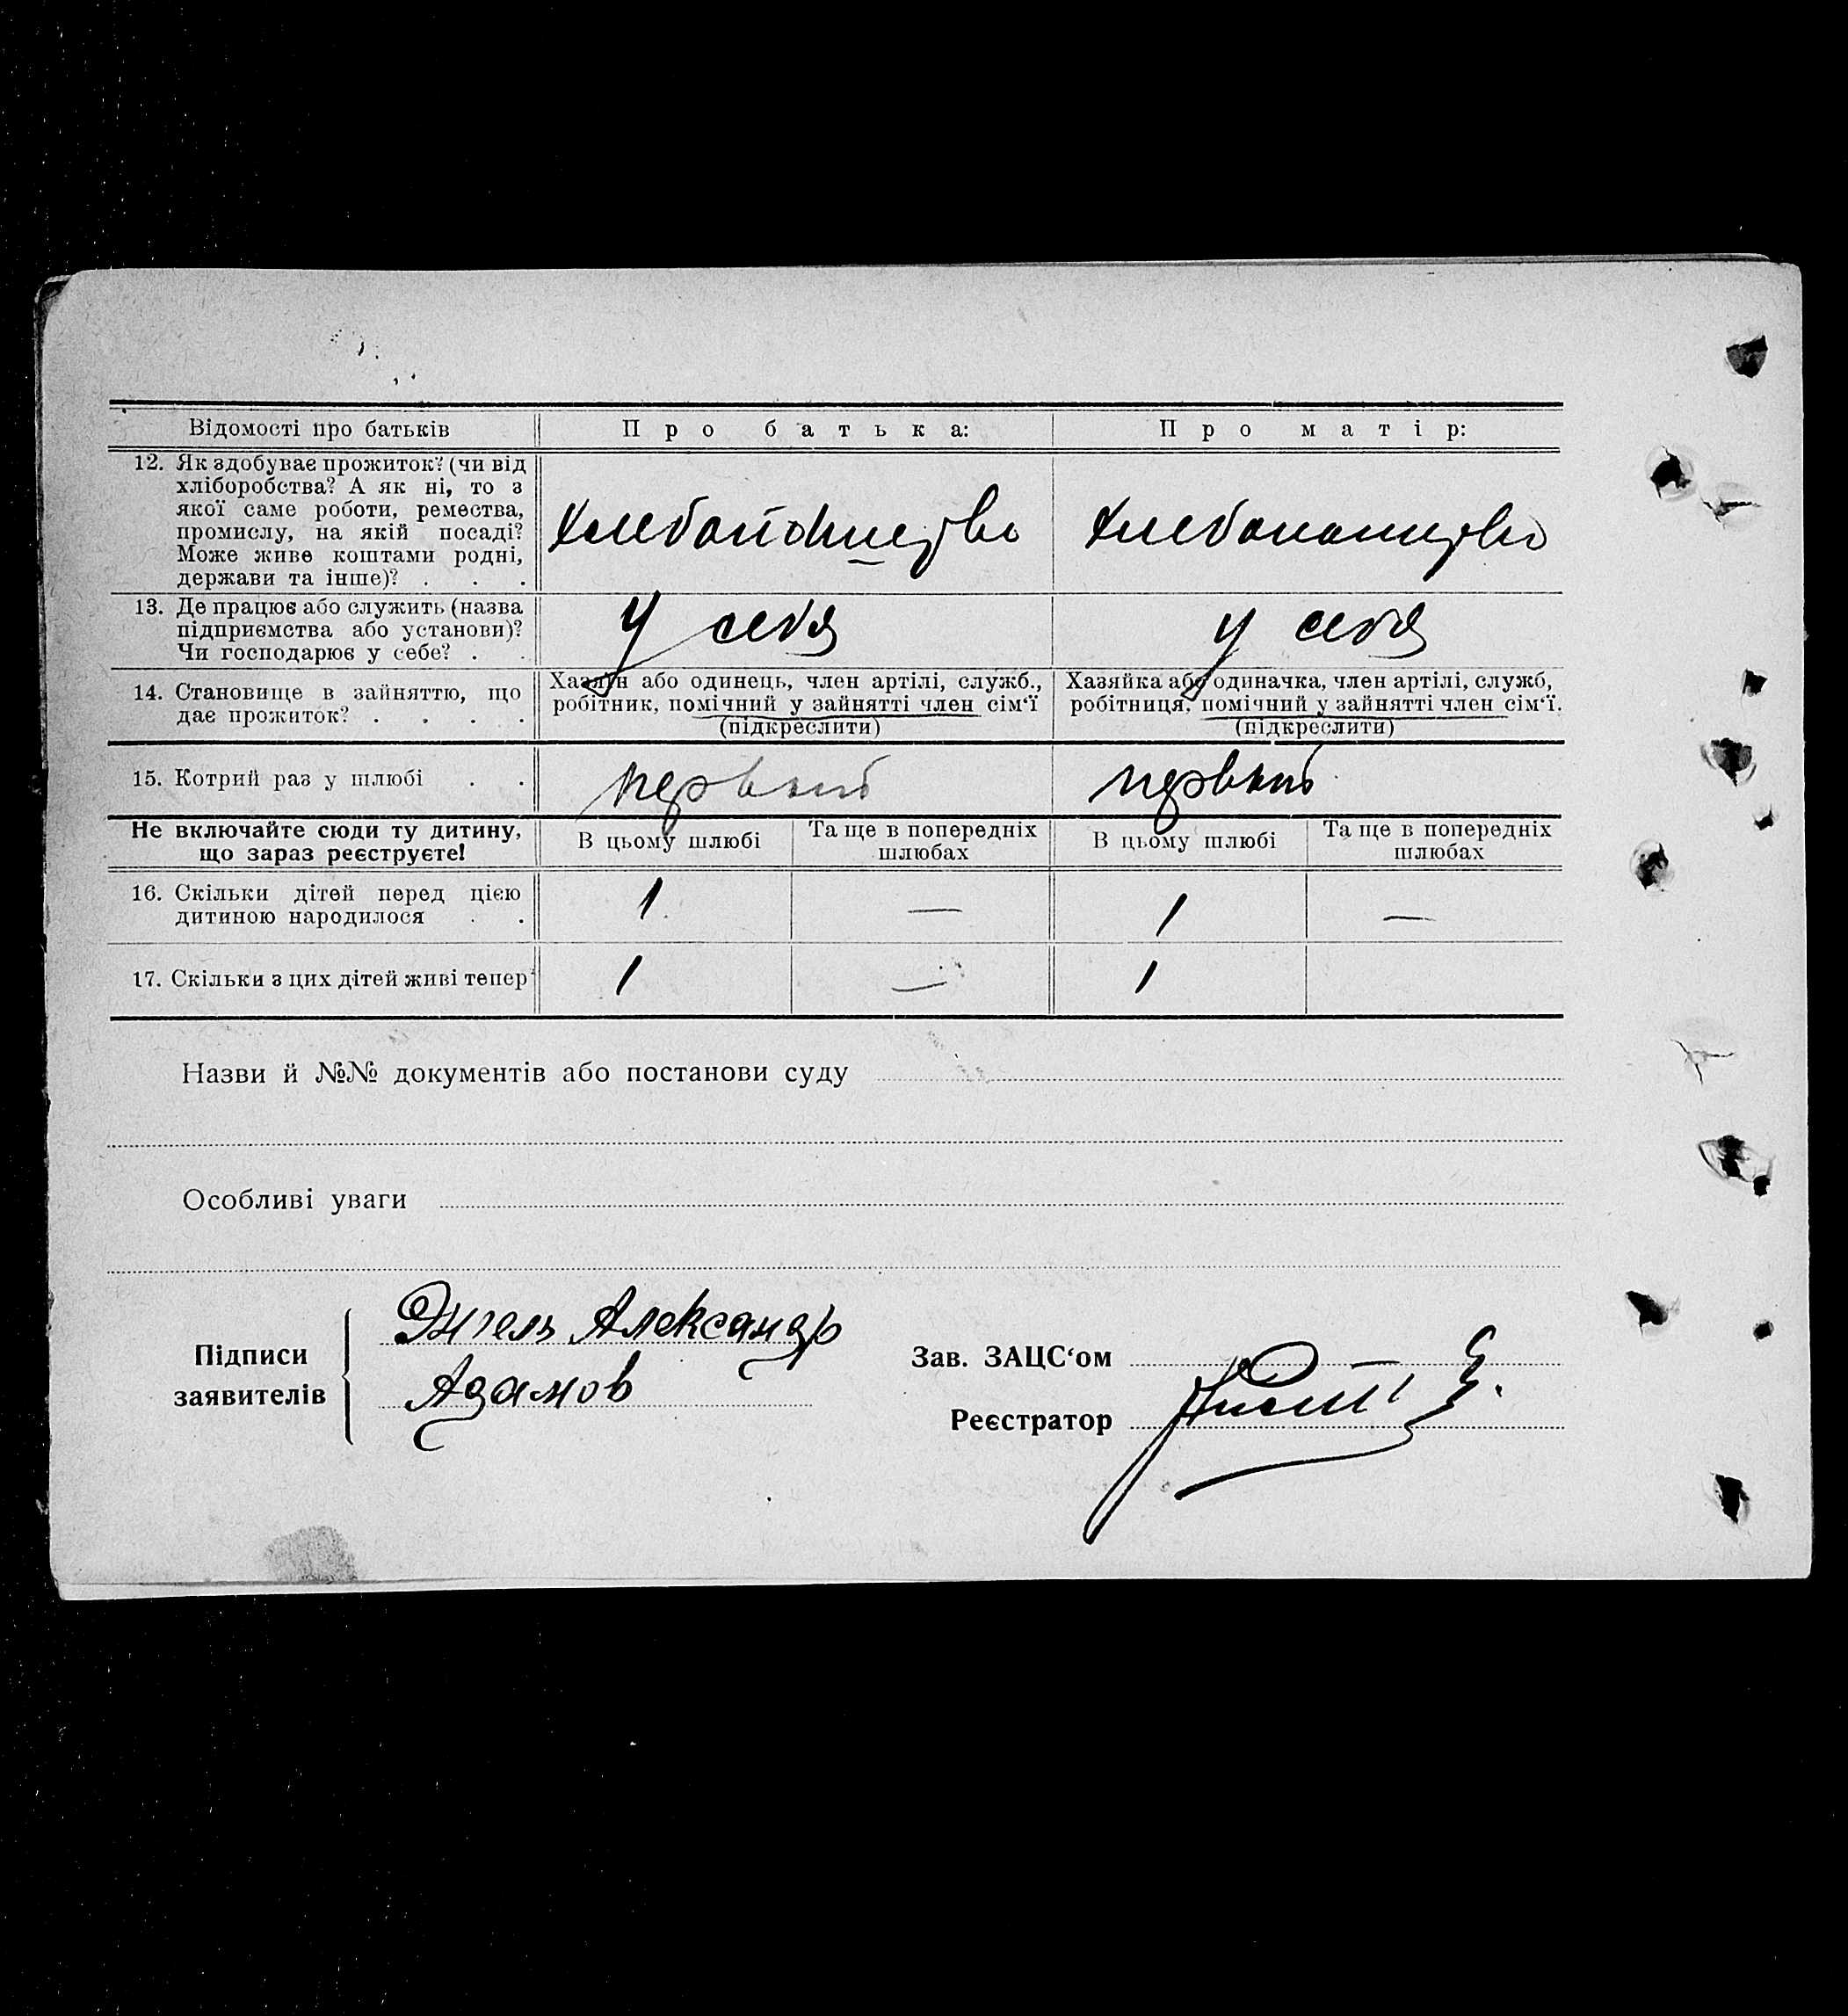 Відомості про батьків
Про батька:
Про матір:
12. Як здобуває прожиток? (чи від
хліборобства? А як ні, то з
якої саме роботи, ремества,
промислу, на якій посаді?
Може живе коштами родні,
держави та інше)? . . .
хлебопашество
хлебопашество
13. Де працює або служить (назва
підприємства або установи)?
Чи господарює у себе? . .
у себя
у себя
14. Становище в зайняттю, що
дає прожиток? . . . .
Хазяїн або одинець, член артілі, служб.,
робітник, помічний у зайнятті член сім'ї
(підкреслити)
Хазяйка або одиначка, член артілі, служб,
робітниця, помічний у зайнятті член сім'ї.
(підкреслити)
15. Котрий раз у шлюбі . .
первый
первый
Не включайте сюди ту дитину,
що зараз реєструєте!
В цьому шлюбі
Та ще в попередніх
шлюбах
В цьому шлюбі
Та ще в попередніх
шлюбах
16. Скільки дітей перед цією
дитиною народилося . .
1 — 1 —
17. Скільки з цих дітей живі тепер
1 — 1
Назви й №№ документів або постанови суду
Особливі уваги
Підписи
заявителів
Энгель Александр
Адамов
Зав. ЗАЦС'ом
Реєстратор